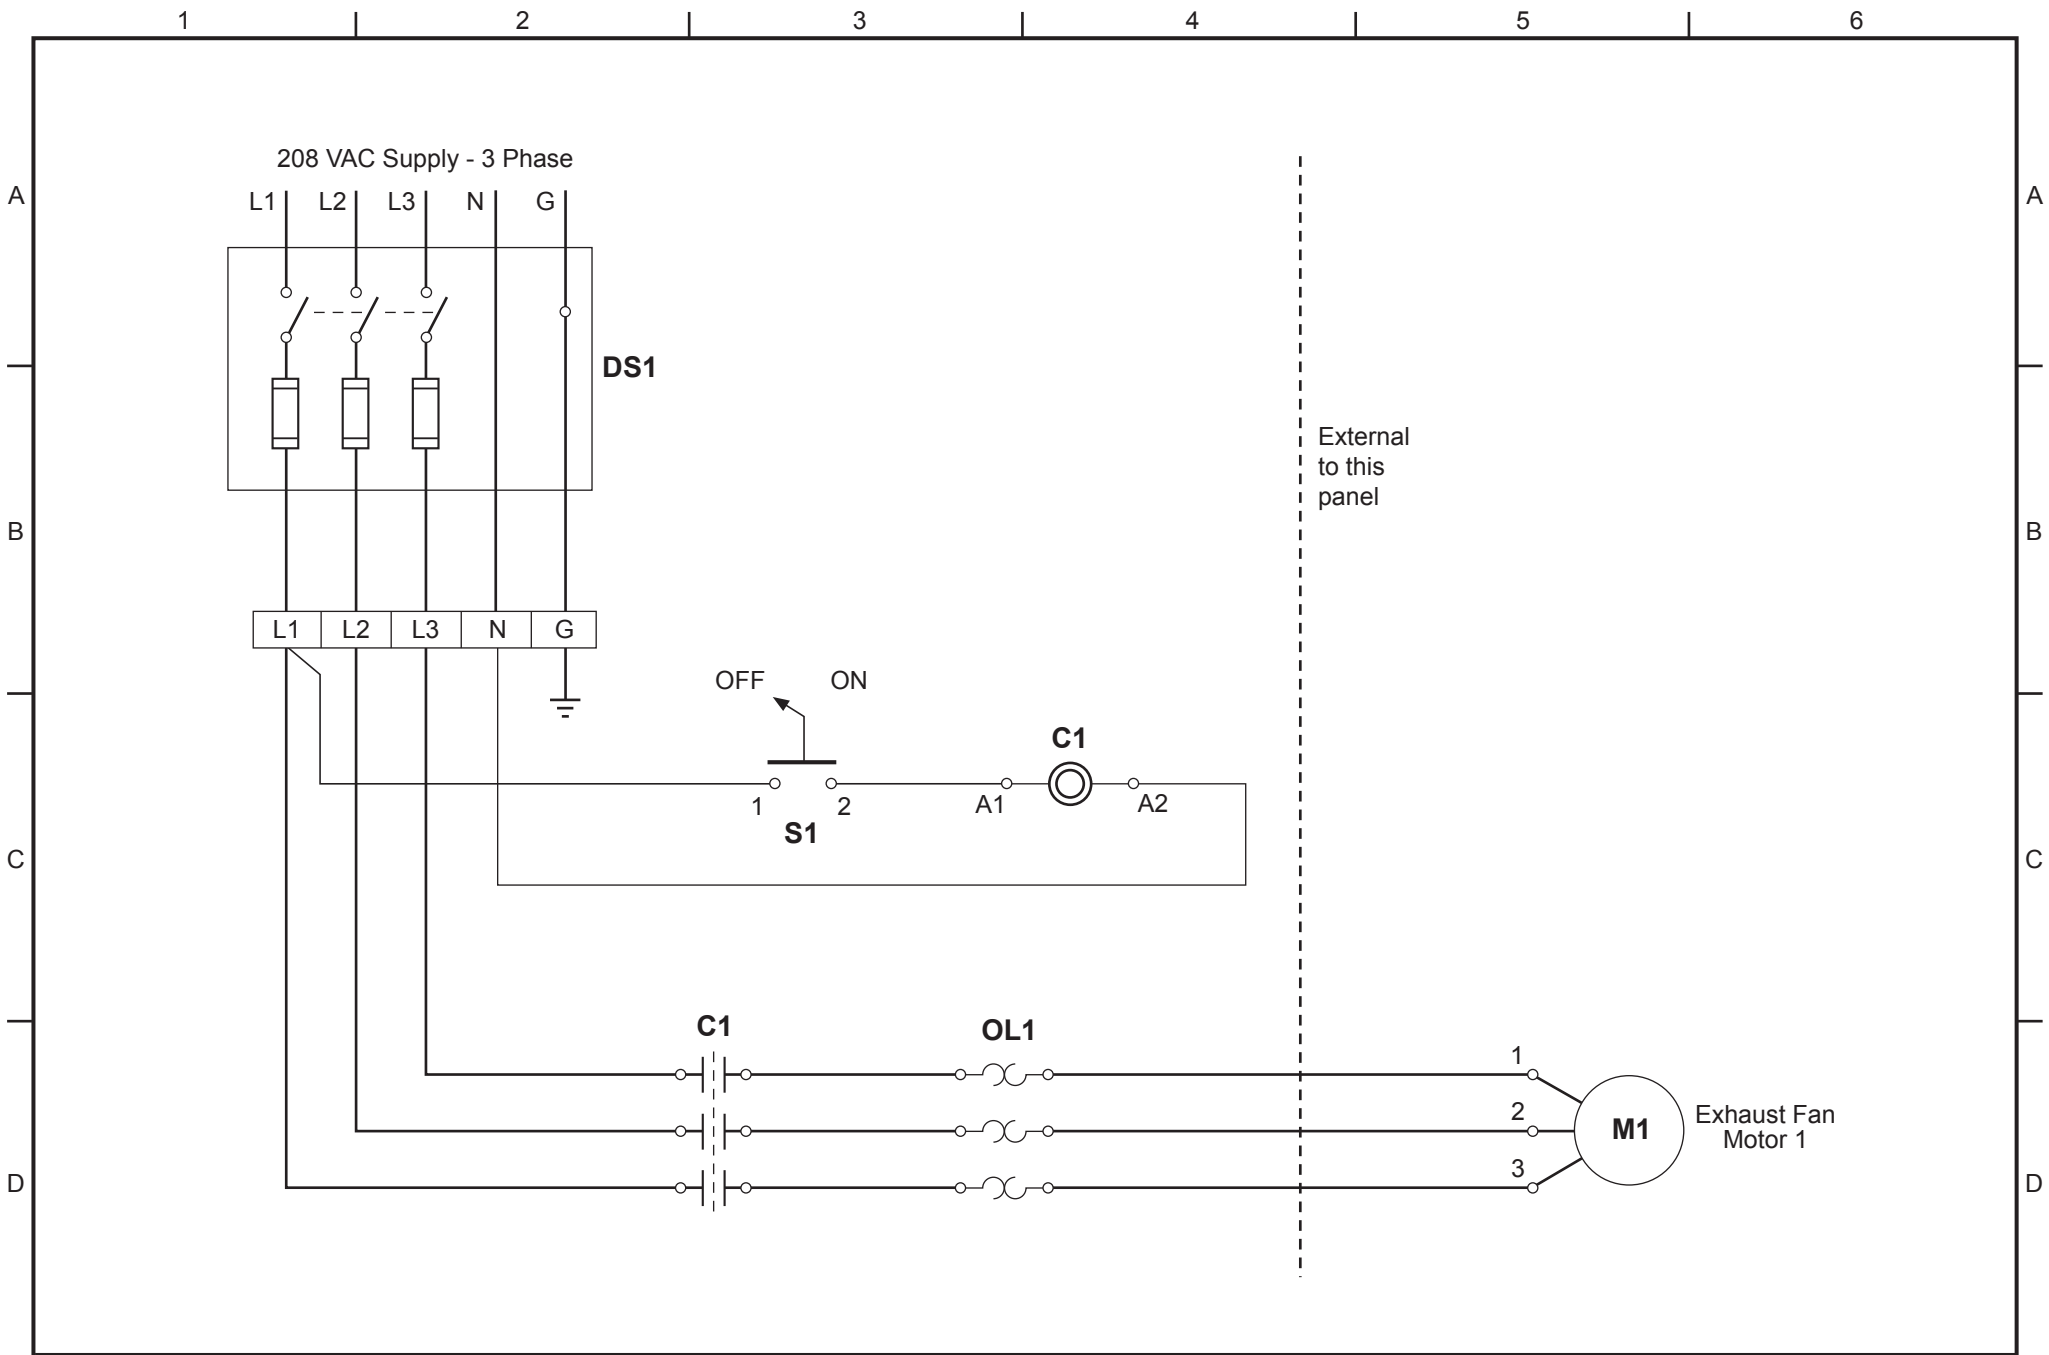 1 2 3 4 5 6
208 VAC Supply - 3 Phase
A L1 L2 L3 N G A
DS1
External
to this
panel
B B
L1 L2 L3 N G
OFF ON
C1
1 2 A1 A2
S1
C C
C1 OL1
1
2
M1
Exhaust Fan
Motor 1
3
D D